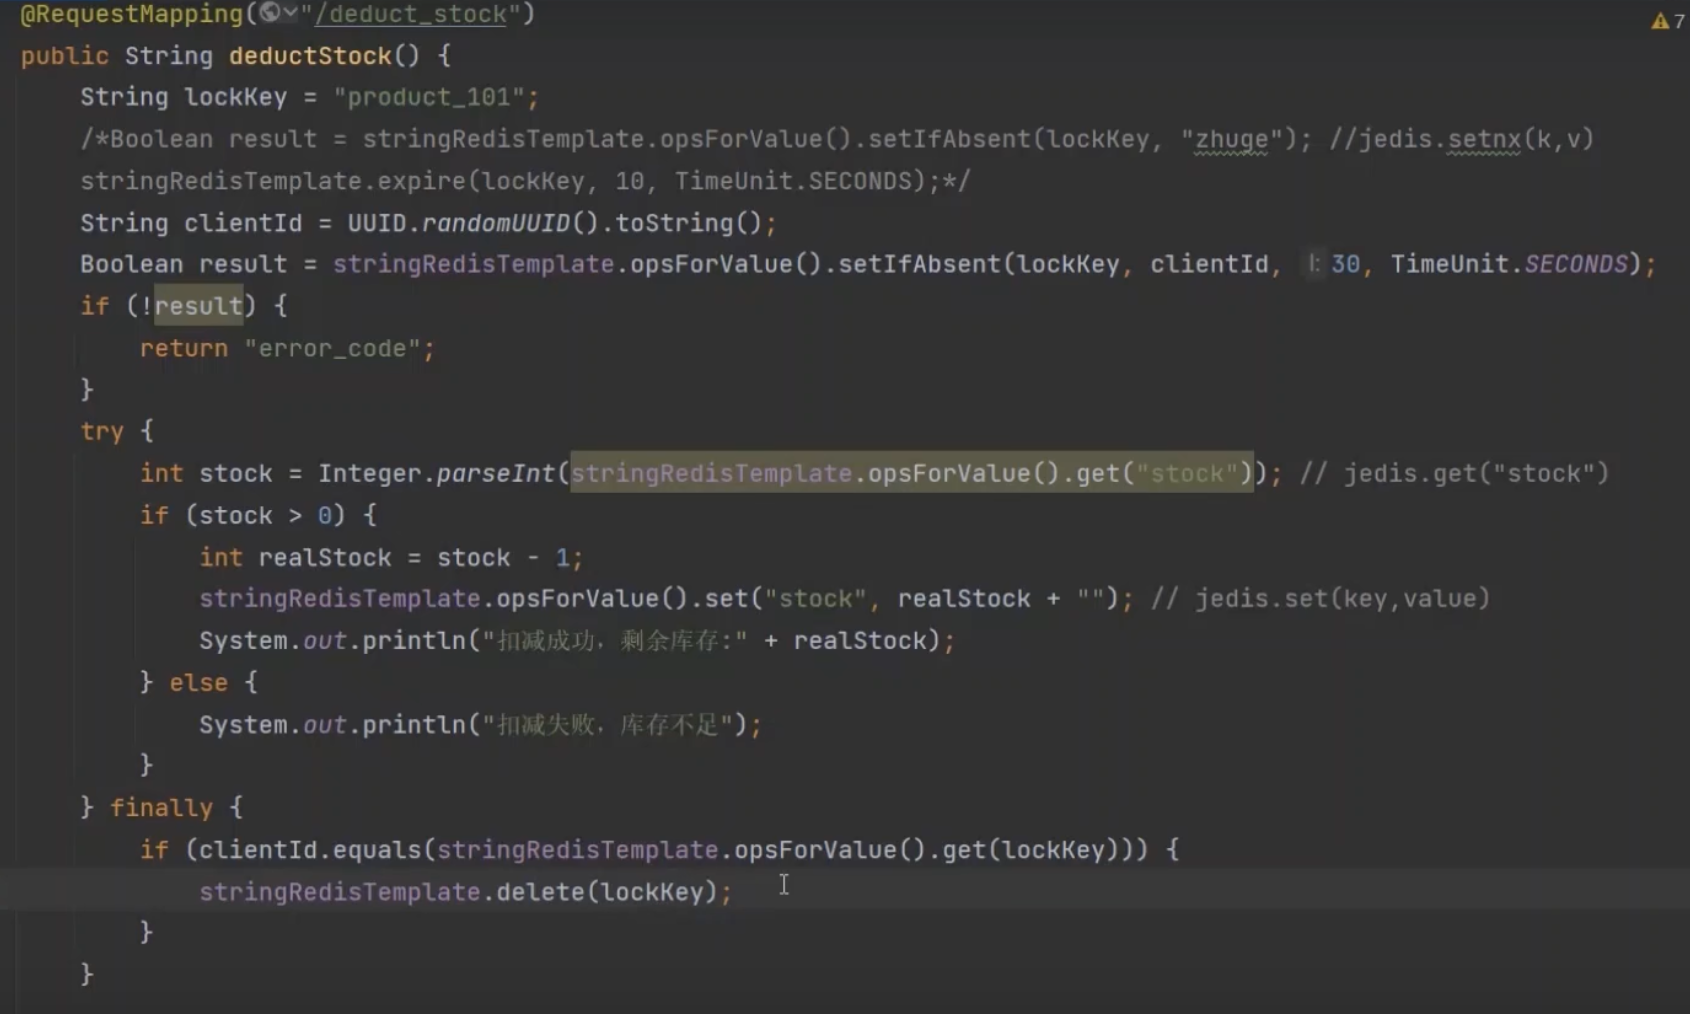 @RequestMapping("/deduct_stock")
7
public String deductStock() {
String lockKey = "product_101";
/*Boolean result = stringRedisTemplate.opsForValue().setIfAbsent(lockKey, "zhuge"); //jedis.setnx(k,v)
stringRedisTemplate.expire(lockKey, 10, TimeUnit.SECONDS);*/
String clientId = UUID.randomUUID().toString();
Boolean result = stringRedisTemplate.opsForValue().setIfAbsent(lockKey, clientId, l: 30, TimeUnit.SECONDS);
if (!result) {
return "error_code";
}
try {
int stock = Integer.parseInt(stringRedisTemplate.opsForValue().get("stock")); // jedis.get("stock")
if (stock > 0) {
int realStock = stock - 1;
stringRedisTemplate.opsForValue().set("stock", realStock + ""); // jedis.set(key,value)
System.out.println("扣减成功，剩余库存:" + realStock);
} else {
System.out.println("扣减失败，库存不足");
}
} finally {
if (clientId.equals(stringRedisTemplate.opsForValue().get(lockKey))) {
stringRedisTemplate.delete(lockKey);
}
}